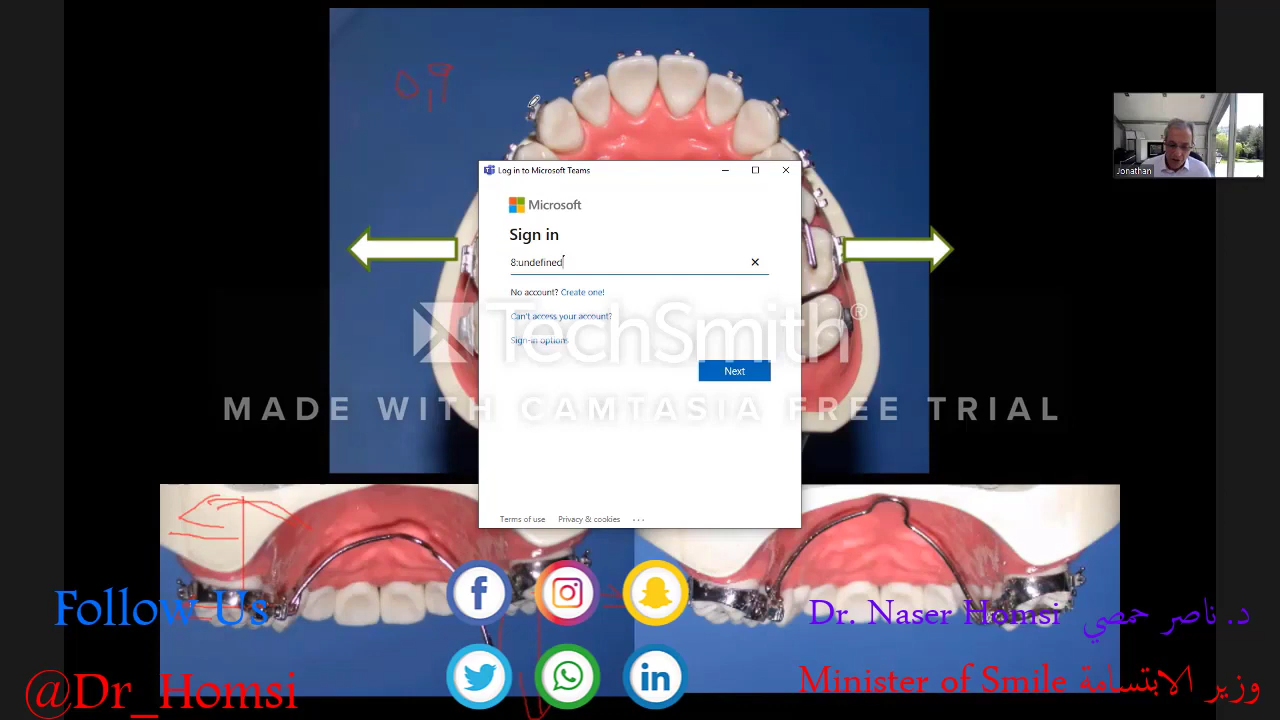 Jonathan
Log in to Microsoft Teams
Microsoft
Sign in
8:undefined
No account? Create one!
Can't access your account?
Sign-in options
Next
TechSmith®
MADE WITH CAMTASIA FREE TRIAL
Terms of use Privacy & cookies ...
Follow Us
Dr. Naser Homsi د. ناصر حمصي
@Dr_Homsi
Minister of Smile وزير الابتسامة